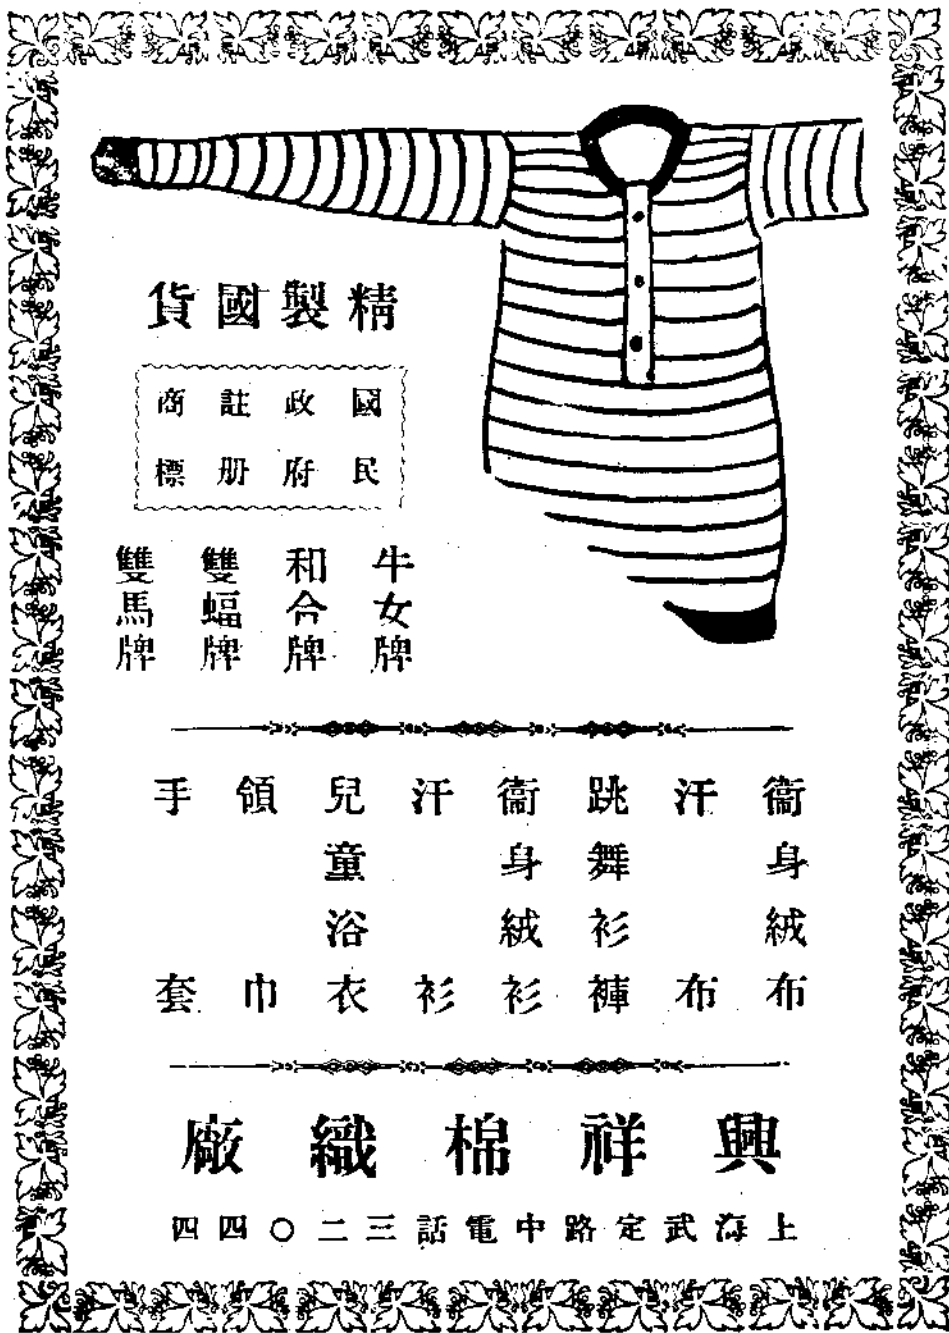 精製國貨
國民
政府
註册
商標
牛女牌
和合牌
雙蝠牌
雙馬牌
衞身絨布
汗布
跳舞衫褲
衞身絨衫
汗衫
兒童浴衣
領巾
手套
興祥棉織廠
上海武定路中電話三二〇四四